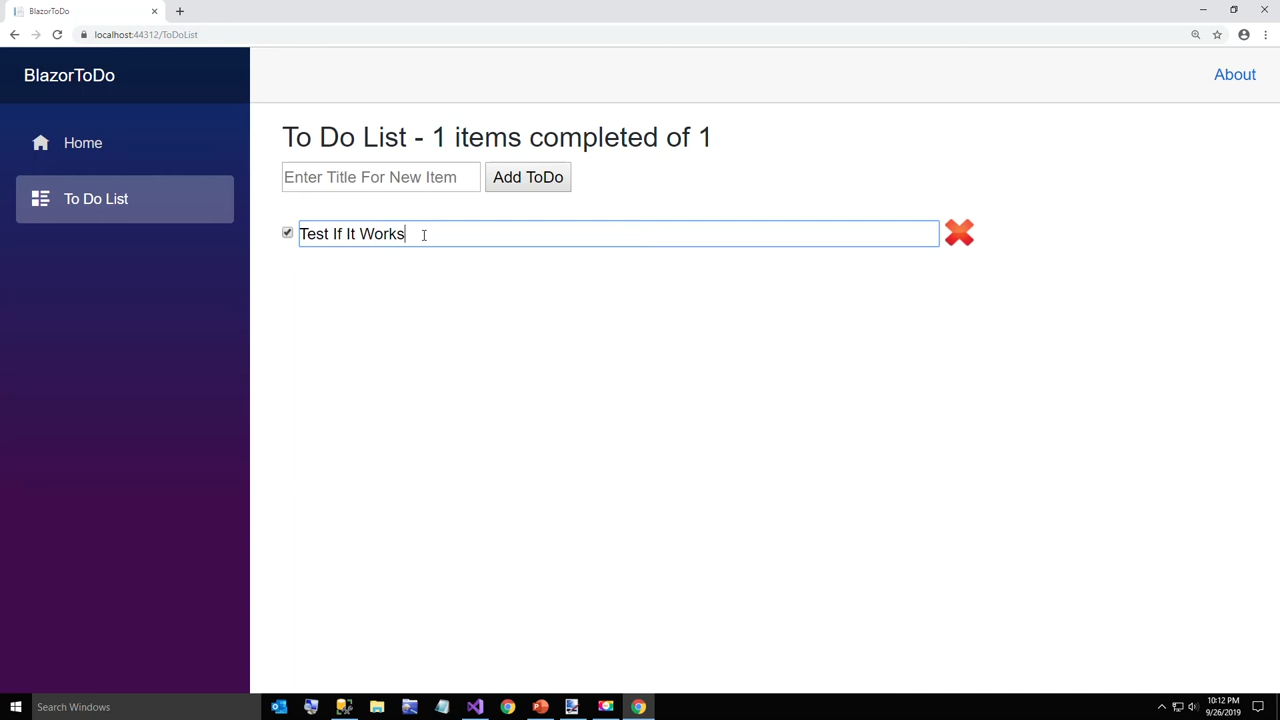 BlazorToDo
localhost:44312/ToDoList
BlazorToDo
About
Home
To Do List
To Do List - 1 items completed of 1
Enter Title For New Item
Add ToDo
Test If It Works
Search Windows
10:12 PM
9/26/2019